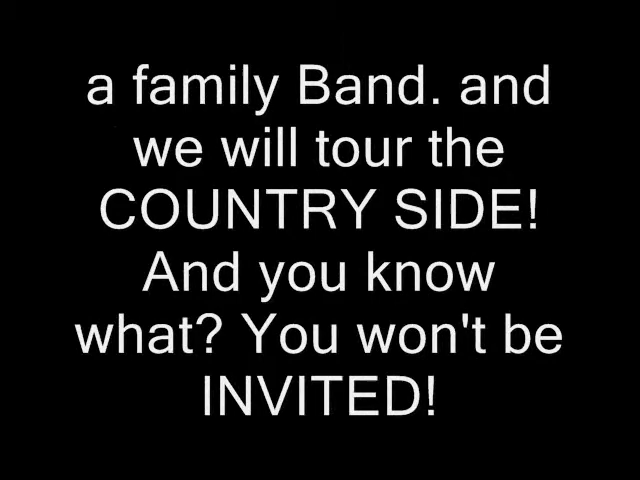 a family Band. and
we will tour the
COUNTRY SIDE!
And you know
what? You won't be
INVITED!